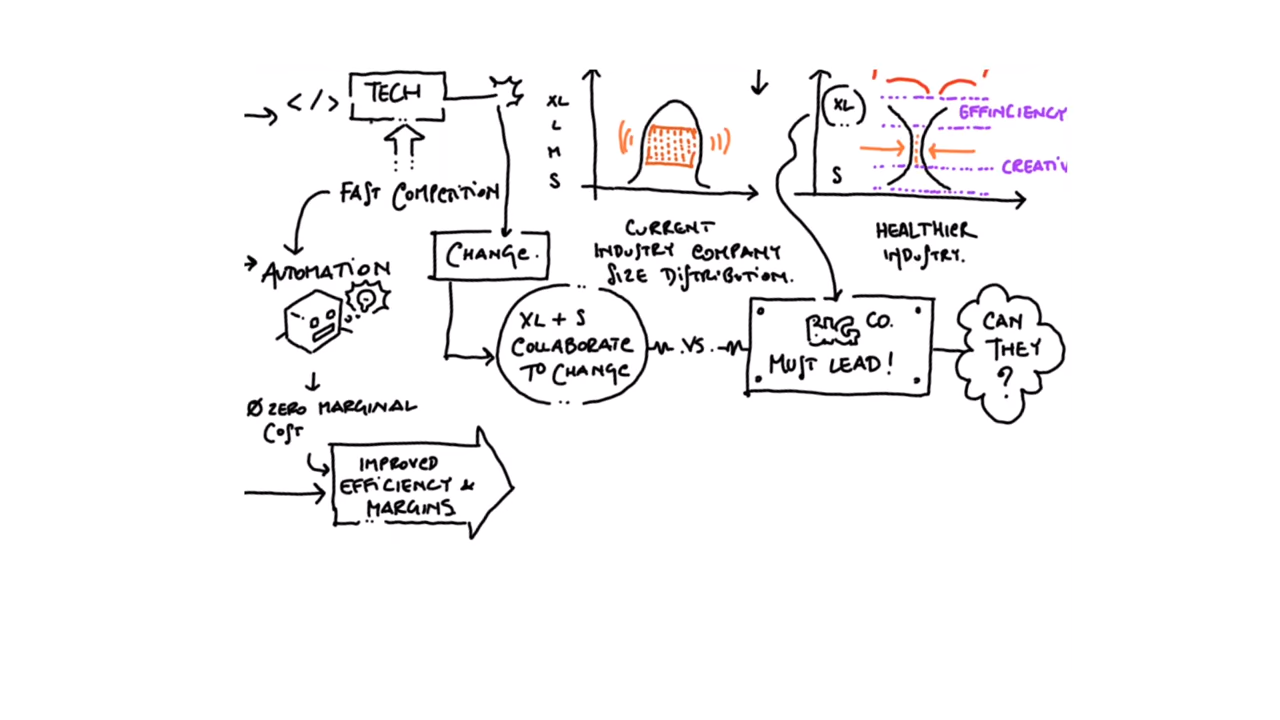 </> TECH
FAST COMPETITION
AUTOMATION
Ø ZERO MARGINAL
COST
IMPROVED
EFFICIENCY &
MARGINS
CHANGE.
XL + S
COLLABORATE
TO CHANGE
.VS.
XL
L
M
S
CURRENT
INDUSTRY COMPANY
SIZE DISTRIBUTION.
XL
S
EFFINCIENCY
CREATIV
HEALTHIER
INDUSTRY.
BIG CO.
MUST LEAD!
CAN
THEY
?